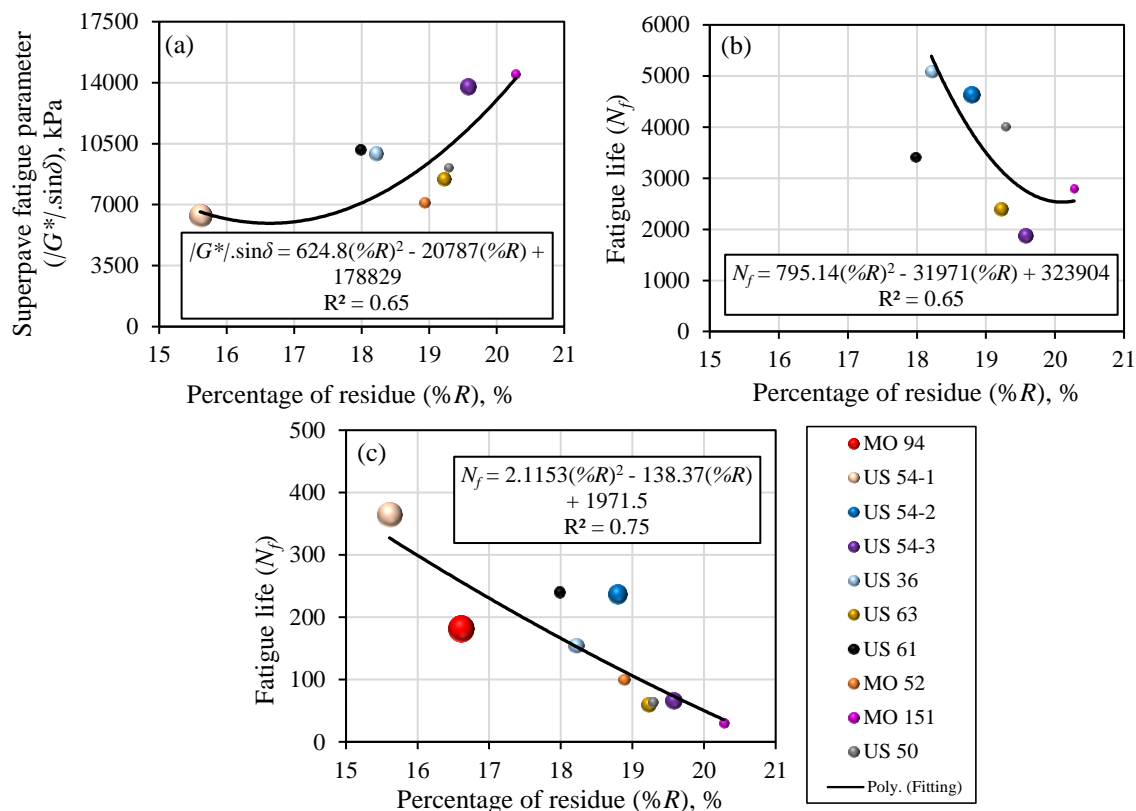 (a)
17500
14000
10500
7000
3500
0
Superpave fatigue parameter
(/G*/.sinδ), kPa
/G*/.sinδ = 624.8(%R)² - 20787(%R) +
178829
R² = 0.65
15 16 17 18 19 20 21
Percentage of residue (%R), %
(b)
6000
5000
4000
3000
2000
1000
0
Fatigue life (Nf)
Nf = 795.14(%R)² - 31971(%R) + 323904
R² = 0.65
15 16 17 18 19 20 21
Percentage of residue (%R), %
(c)
500
400
300
200
100
0
Fatigue life (Nf)
Nf = 2.1153(%R)² - 138.37(%R)
+ 1971.5
R² = 0.75
15 16 17 18 19 20 21
Percentage of residue (%R), %
MO 94
US 54-1
US 54-2
US 54-3
US 36
US 63
US 61
MO 52
MO 151
US 50
Poly. (Fitting)